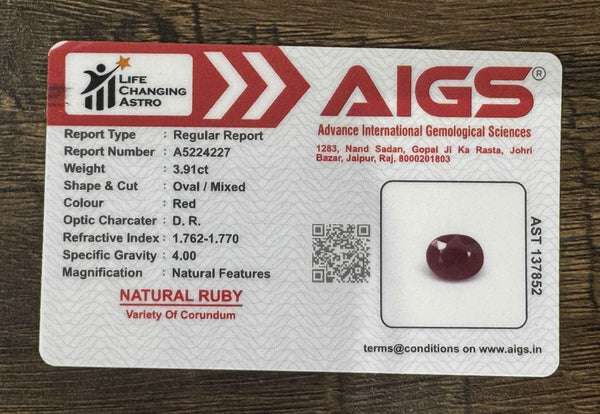 LIFE
CHANGING
ASTRO
AIGS®
Advance International Gemological Sciences
1283, Nand Sadan, Gopal Ji Ka Rasta, Johri
Bazar, Jaipur, Raj. 8000201803
Report Type : Regular Report
Report Number : A5224227
Weight : 3.91ct
Shape & Cut : Oval / Mixed
Colour : Red
Optic Charcater : D. R.
Refractive Index : 1.762-1.770
Specific Gravity : 4.00
Magnification : Natural Features
NATURAL RUBY
Variety Of Corundum
AST 137852
terms@conditions on www.aigs.in